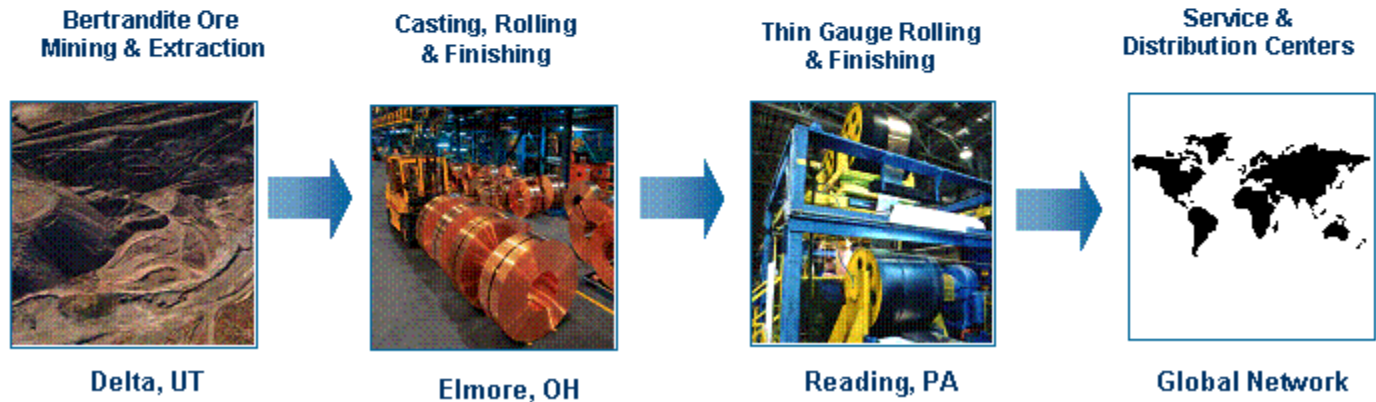 Bertrandite Ore
Mining & Extraction
Casting, Rolling
& Finishing
Thin Gauge Rolling
& Finishing
Service &
Distribution Centers
Delta, UT
Elmore, OH
Reading, PA
Global Network